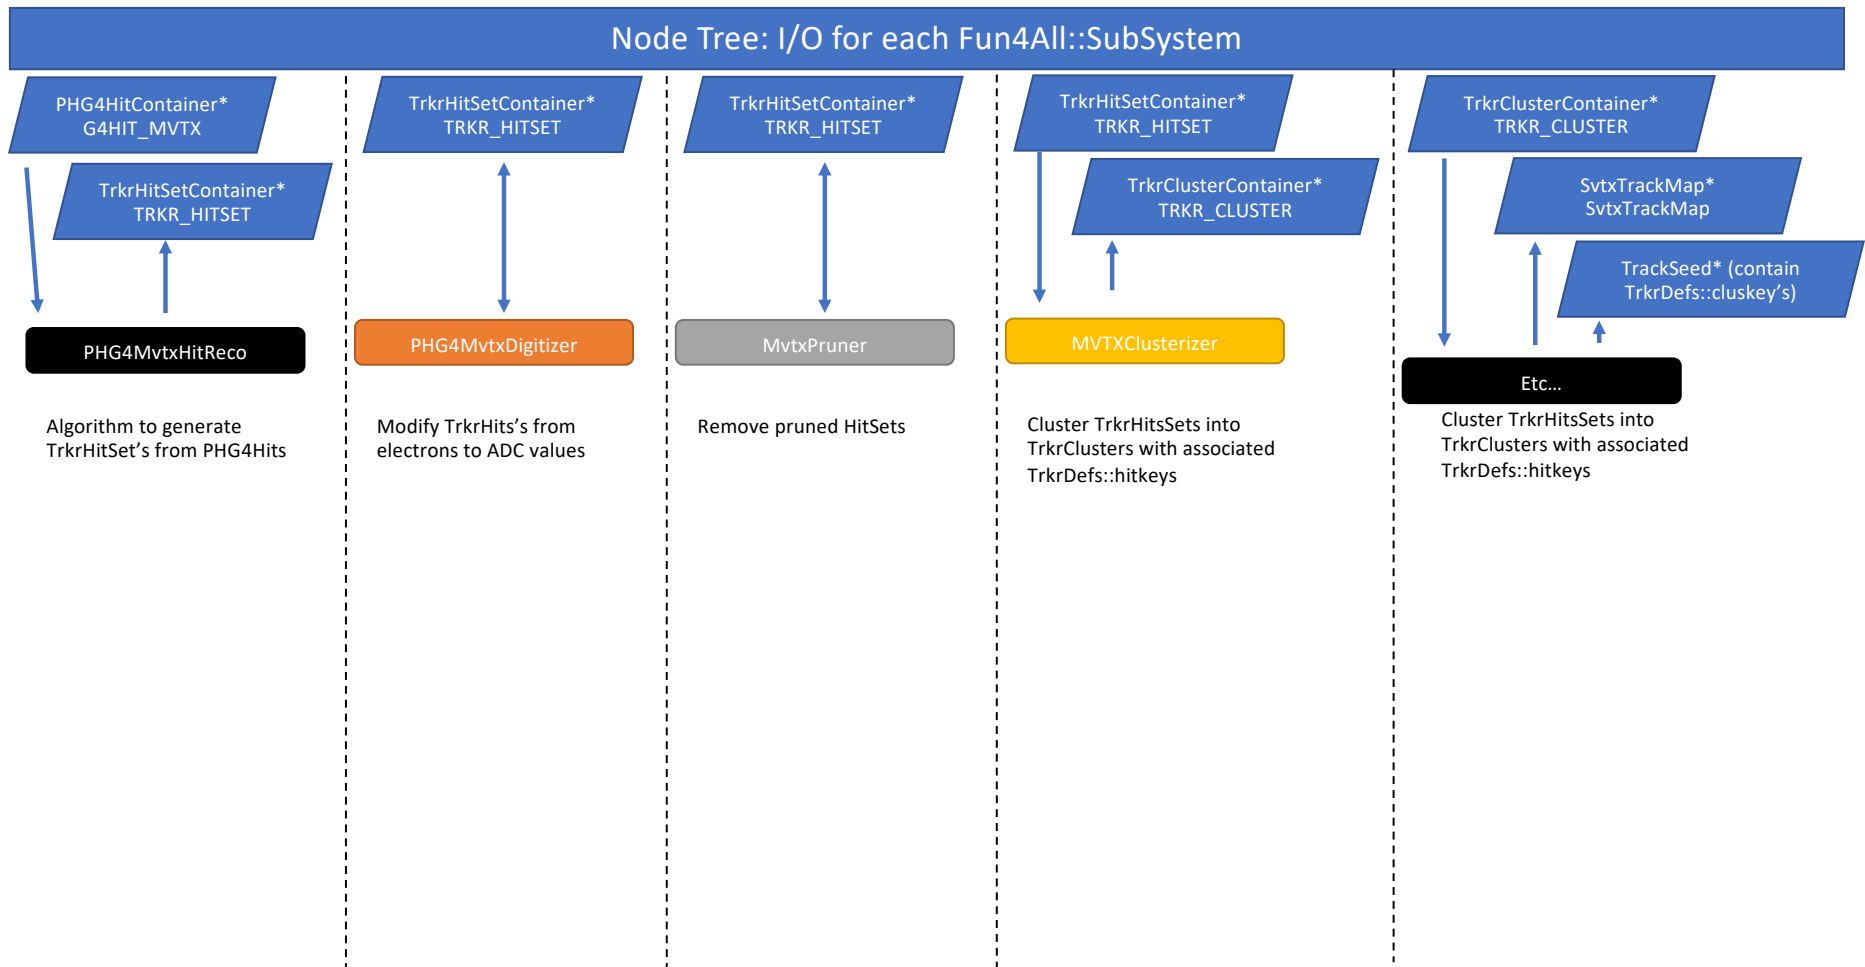 Node Tree: I/O for each Fun4All::SubSystem
PHG4HitContainer*
G4HIT_MVTX
TrkrHitSetContainer*
TRKR_HITSET
PHG4MvtxHitReco
Algorithm to generate
TrkrHitSet’s from PHG4Hits
TrkrHitSetContainer*
TRKR_HITSET
PHG4MvtxDigitizer
Modify TrkrHits’s from
electrons to ADC values
TrkrHitSetContainer*
TRKR_HITSET
MvtxPruner
Remove pruned HitSets
TrkrHitSetContainer*
TRKR_HITSET
TrkrClusterContainer*
TRKR_CLUSTER
MVTXClusterizer
Cluster TrkrHitsSets into
TrkrClusters with associated
TrkrDefs::hitkeys
TrkrClusterContainer*
TRKR_CLUSTER
SvtxTrackMap*
SvtxTrackMap
TrackSeed* (contain
TrkrDefs::cluskey’s)
Etc…
Cluster TrkrHitsSets into
TrkrClusters with associated
TrkrDefs::hitkeys